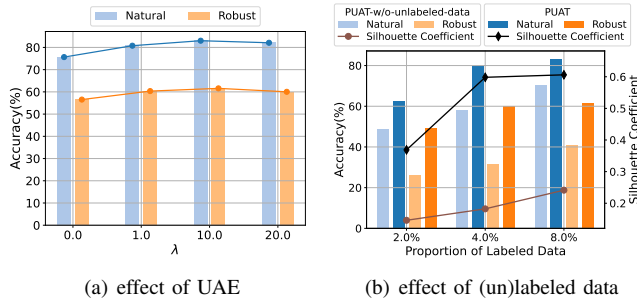 Natural Robust
80
70
60
50
40
30
20
10
0
Accuracy(%)
0.0 1.0 10.0 20.0
λ
(a) effect of UAE
PUAT-w/o-unlabeled-data
Natural Robust
Silhouette Coefficient
PUAT
Natural Robust
Silhouette Coefficient
80
60
40
20
0
Accuracy(%)
0.6
0.5
0.4
0.3
0.2
Silhouette Coefficient
2.0% 4.0% 8.0%
Proportion of Labeled Data
(b) effect of (un)labeled data